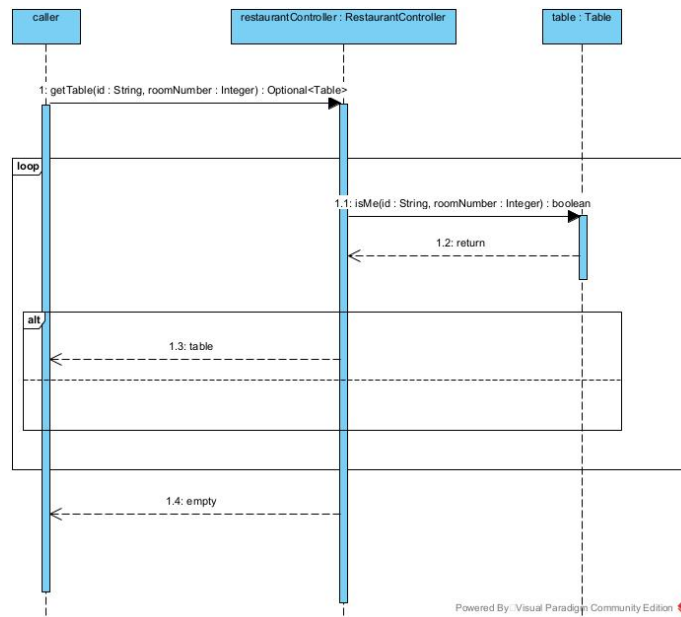 caller
restaurantController : RestaurantController
table : Table
1: getTable(id : String, roomNumber : Integer) : Optional<Table>
loop
1.1: isMe(id : String, roomNumber : Integer) : boolean
1.2: return
alt
1.3: table
1.4: empty
Powered By Visual Paradigm Community Edition